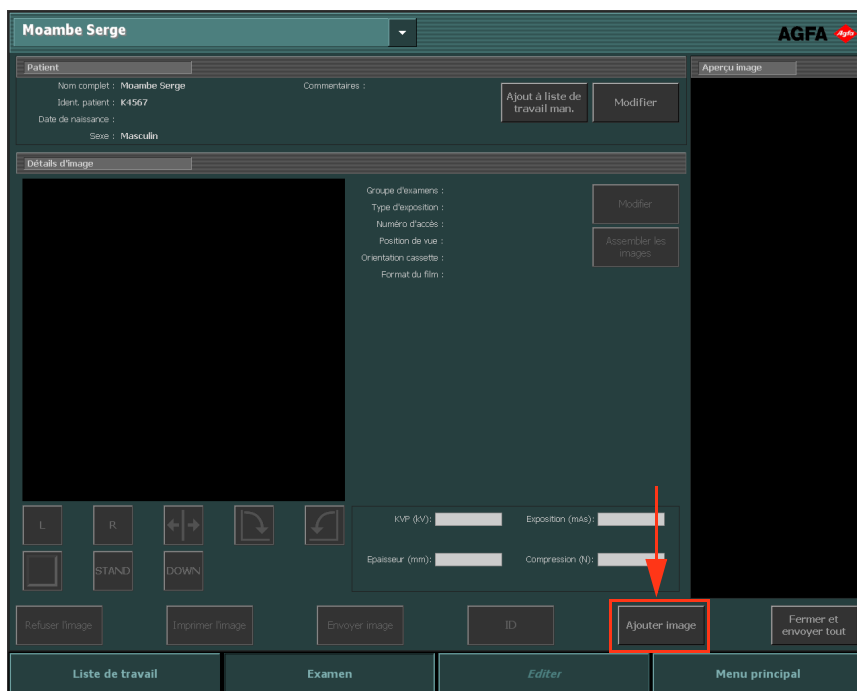 Moambe Serge
AGFA
Agfa
Patient
Aperçu image
Nom complet : Moambe Serge
Commentaires :
Ident. patient : K4567
Date de naissance :
Sexe : Masculin
Ajout à liste de
travail man.
Modifier
Détails d'image
Groupe d'examens :
Type d'exposition :
Numéro d'accès :
Position de vue :
Orientation cassette :
Format du film :
Modifier
Assembler les
images
L
R
STAND
DOWN
KVP (kV):
Exposition (mAs):
Epaisseur (mm):
Compression (N):
Refuser l'image
Imprimer l'image
Envoyer image
ID
Ajouter image
Fermer et
envoyer tout
Liste de travail
Examen
Editer
Menu principal